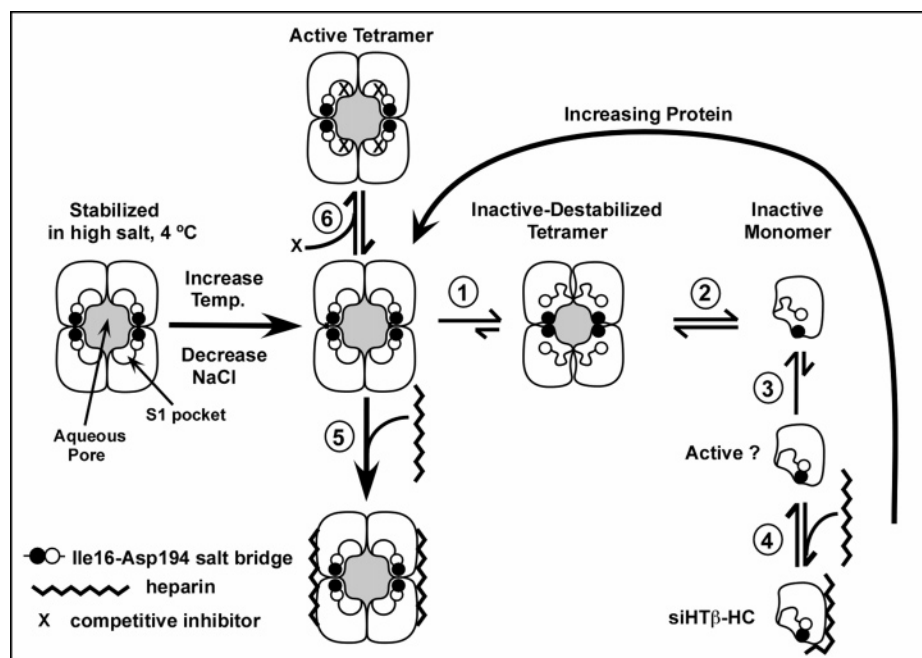 Active Tetramer
Increasing Protein
Stabilized
in high salt, 4 ºC
6
X
Inactive-Destabilized
Tetramer
Inactive
Monomer
Increase
Temp.
Decrease
NaCl
1
2
S1 pocket
Aqueous
Pore
3
5
Active ?
4
Ile16-Asp194 salt bridge
heparin
X competitive inhibitor
siHTβ-HC
X X
X X